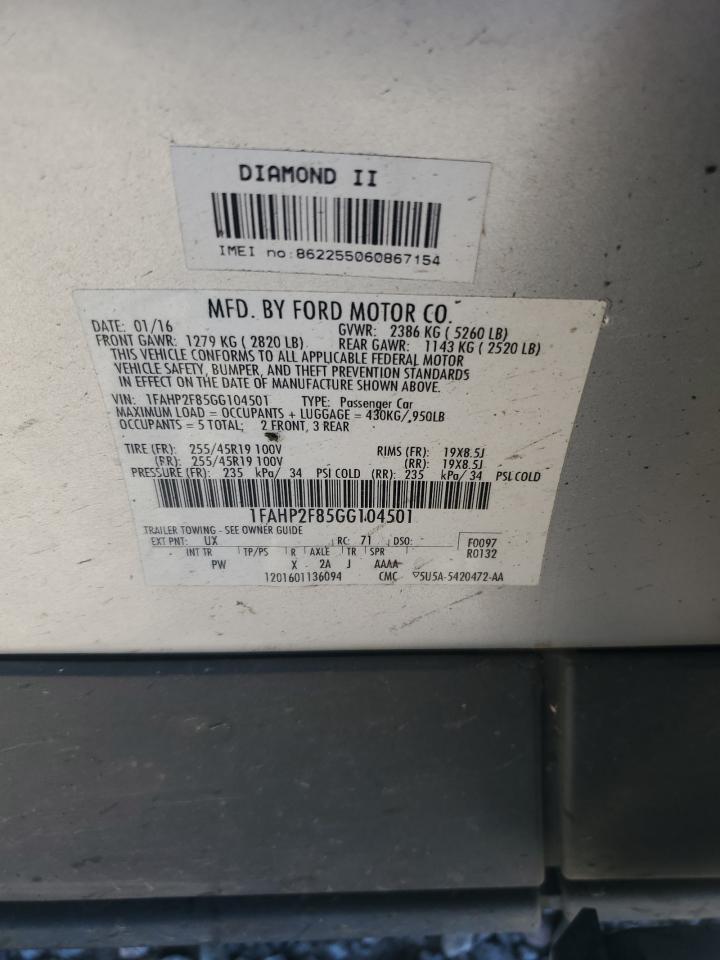 DIAMOND II
IMEI no:862255060867154
MFD. BY FORD MOTOR CO.
DATE: 01/16 GVWR: 2386 KG ( 5260 LB)
FRONT GAWR: 1279 KG ( 2820 LB) REAR GAWR: 1143 KG ( 2520 LB)
THIS VEHICLE CONFORMS TO ALL APPLICABLE FEDERAL MOTOR
VEHICLE SAFETY, BUMPER, AND THEFT PREVENTION STANDARDS
IN EFFECT ON THE DATE OF MANUFACTURE SHOWN ABOVE.
VIN: 1FAHP2F85GG104501 TYPE: Passenger Car
MAXIMUM LOAD = OCCUPANTS + LUGGAGE = 430KG/ 950LB
OCCUPANTS = 5 TOTAL; 2 FRONT, 3 REAR
TIRE (FR): 255/45R19 100V RIMS (FR): 19X8.5J
(RR): 255/45R19 100V (RR): 19X8.5J
PRESSURE (FR): 235 kPa/ 34 PSI COLD (RR): 235 kPa/ 34 PSI COLD
1FAHP2F85GG104501
TRAILER TOWING - SEE OWNER GUIDE
EXT PNT: UX RC: 71 DSO: F0097
INT TR TP/PS R AXLE TR SPR R0132
PW X 2A J AAAA
1201601136094 CMC ▽5U5A-5420472-AA